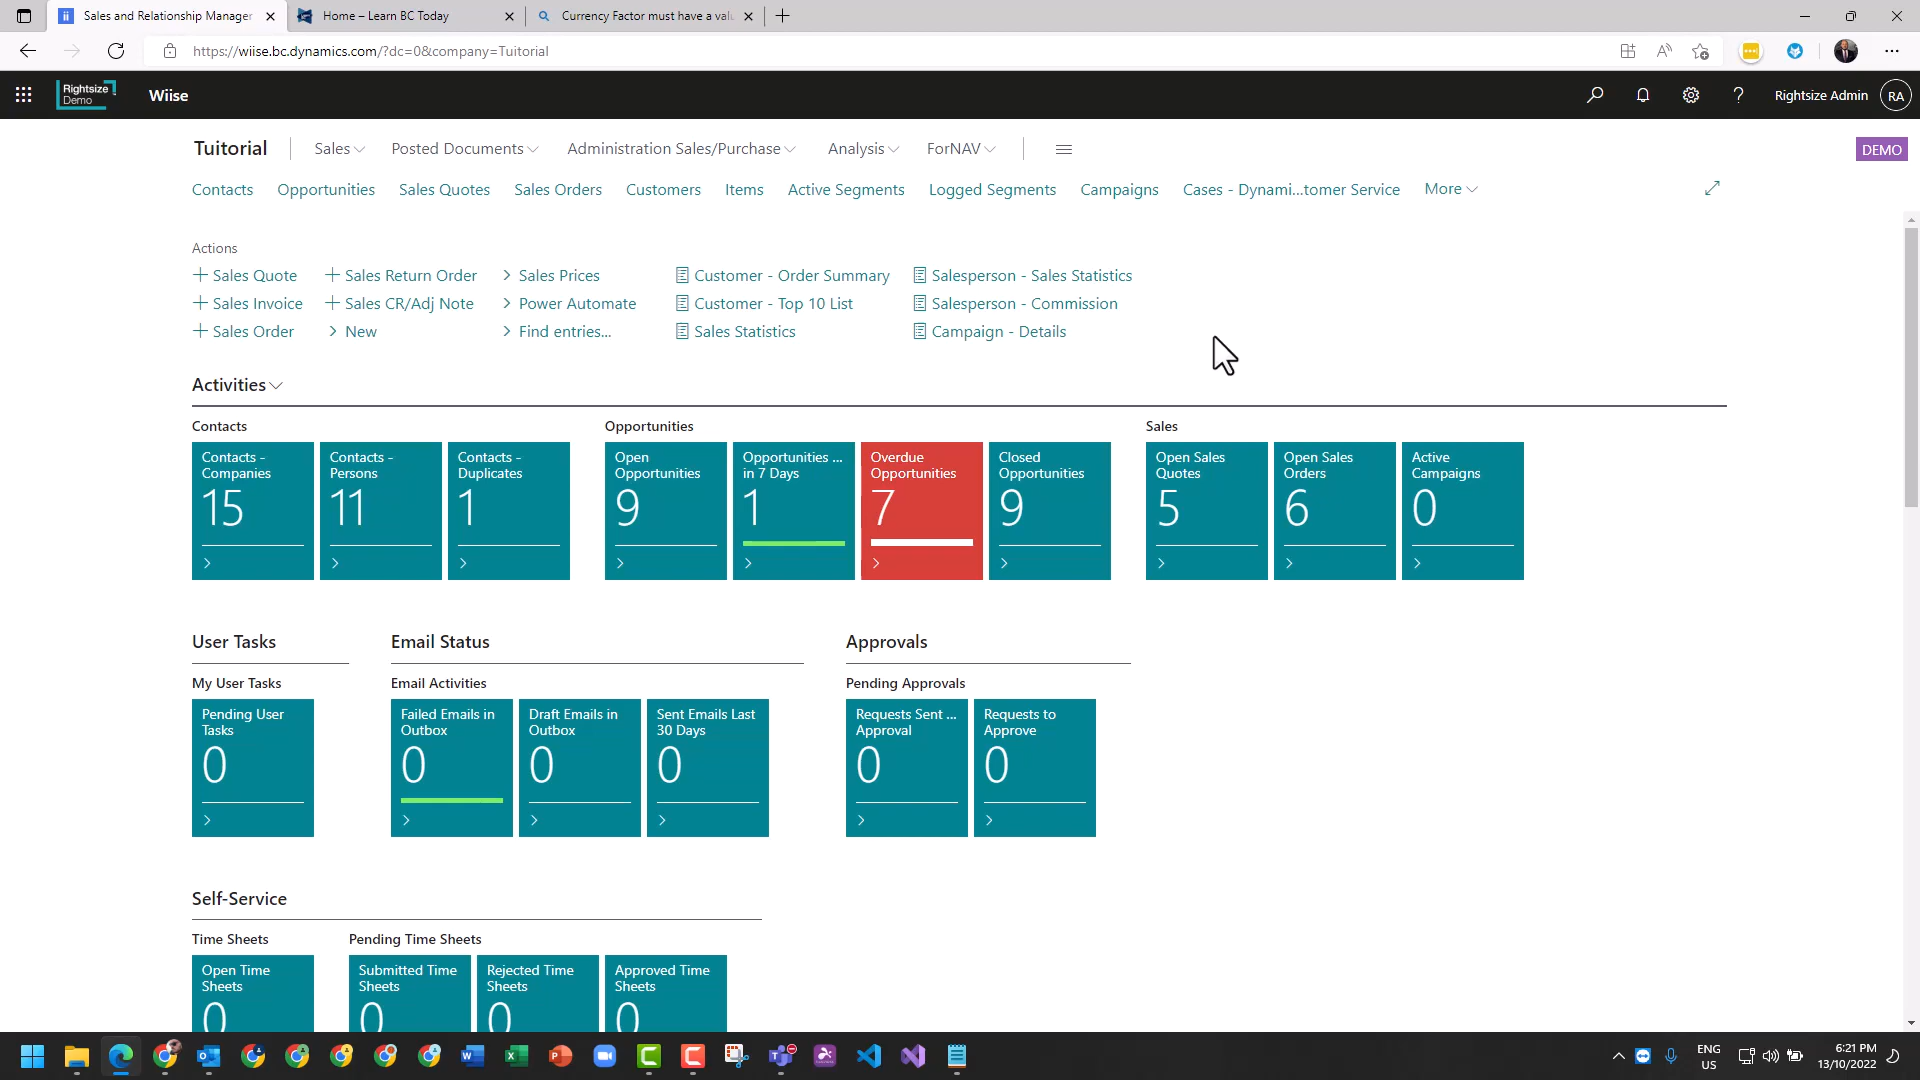 Sales and Relationship Manager
Home – Learn BC Today
Currency Factor must have a valu
https://wiise.bc.dynamics.com/?dc=0&company=Tuitorial
Rightsize
Demo
Wiise
Rightsize Admin
RA
Tuitorial
Sales
Posted Documents
Administration Sales/Purchase
Analysis
ForNAV
DEMO
Contacts
Opportunities
Sales Quotes
Sales Orders
Customers
Items
Active Segments
Logged Segments
Campaigns
Cases - Dynami...tomer Service
More
Actions
Sales Quote
Sales Return Order
Sales Prices
Customer - Order Summary
Salesperson - Sales Statistics
Sales Invoice
Sales CR/Adj Note
Power Automate
Customer - Top 10 List
Salesperson - Commission
Sales Order
New
Find entries...
Sales Statistics
Campaign - Details
Activities
Contacts
Opportunities
Sales
Contacts -
Companies
15
Contacts -
Persons
11
Contacts -
Duplicates
1
Open
Opportunities
9
Opportunities ...
in 7 Days
1
Overdue
Opportunities
7
Closed
Opportunities
9
Open Sales
Quotes
5
Open Sales
Orders
6
Active
Campaigns
0
User Tasks
Email Status
Approvals
My User Tasks
Email Activities
Pending Approvals
Pending User
Tasks
0
Failed Emails in
Outbox
0
Draft Emails in
Outbox
0
Sent Emails Last
30 Days
0
Requests Sent ...
Approval
0
Requests to
Approve
0
Self-Service
Time Sheets
Pending Time Sheets
Open Time
Sheets
0
Submitted Time
Sheets
0
Rejected Time
Sheets
0
Approved Time
Sheets
0
ENG
US
6:21 PM
13/10/2022